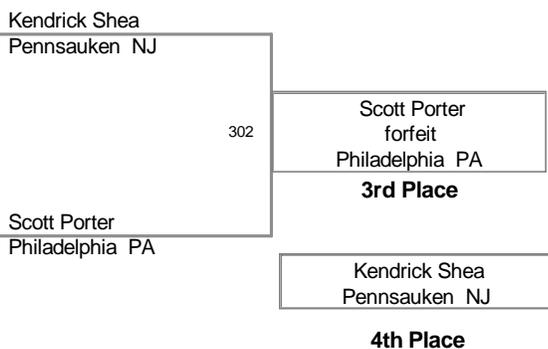 Kendrick Shea
Pennsauken NJ
302
Scott Porter
forfeit
Philadelphia PA
3rd Place
Scott Porter
Philadelphia PA
Kendrick Shea
Pennsauken NJ
4th Place